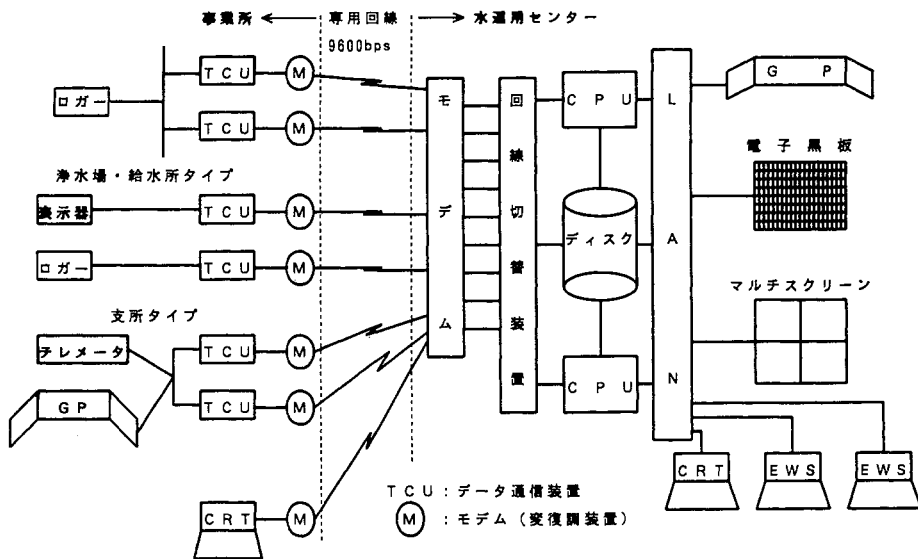 事業所
専用回線
水運用センター
9600bps
TCU
M
ロガー
TCU
M
浄水場・給水所タイプ
表示器
TCU
M
ロガー
TCU
M
支所タイプ
テレメータ
TCU
M
GP
TCU
M
CRT
M
モデム
回線切替装置
CPU
ディスク
CPU
LAN
GP
電子黒板
マルチスクリーン
CRT
EWS
EWS
TCU:データ通信装置
M:モデム(変復調装置)